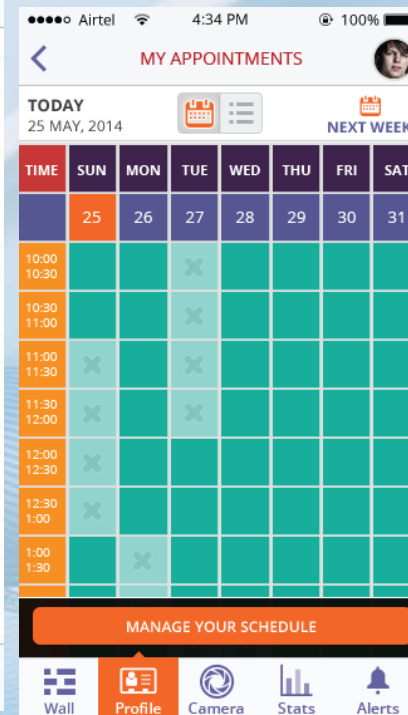 Airtel 4:34 PM 100%
MY APPOINTMENTS
TODAY
25 MAY, 2014
NEXT WEEK
TIME SUN MON TUE WED THU FRI SAT
25 26 27 28 29 30 31
10:00
10:30
10:30
11:00
11:00
11:30
11:30
12:00
12:00
12:30
12:30
1:00
1:00
1:30
MANAGE YOUR SCHEDULE
Wall Profile Camera Stats Alerts